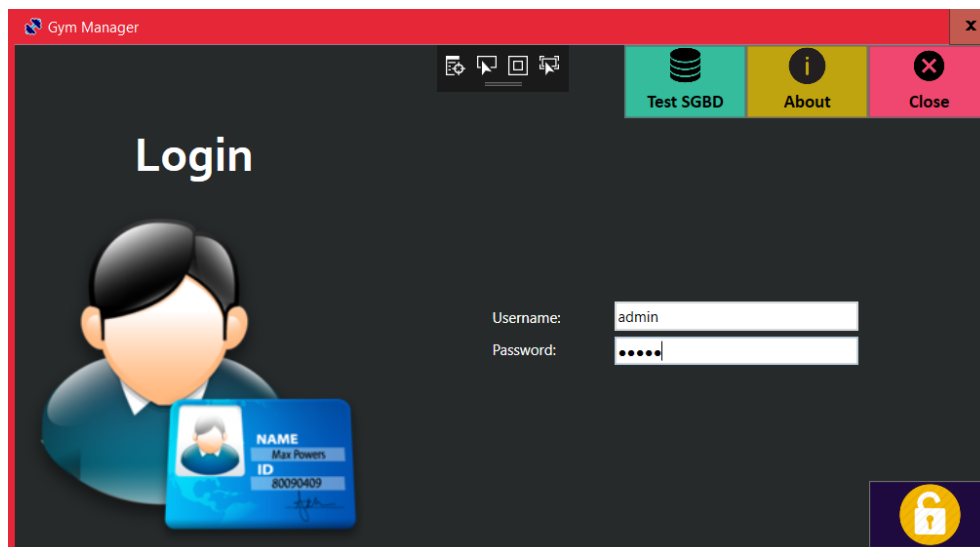 Gym Manager
x
Test SGBD
About
Close
Login
Username:
admin
Password:
•••••
NAME
Max Powers
ID
80090409